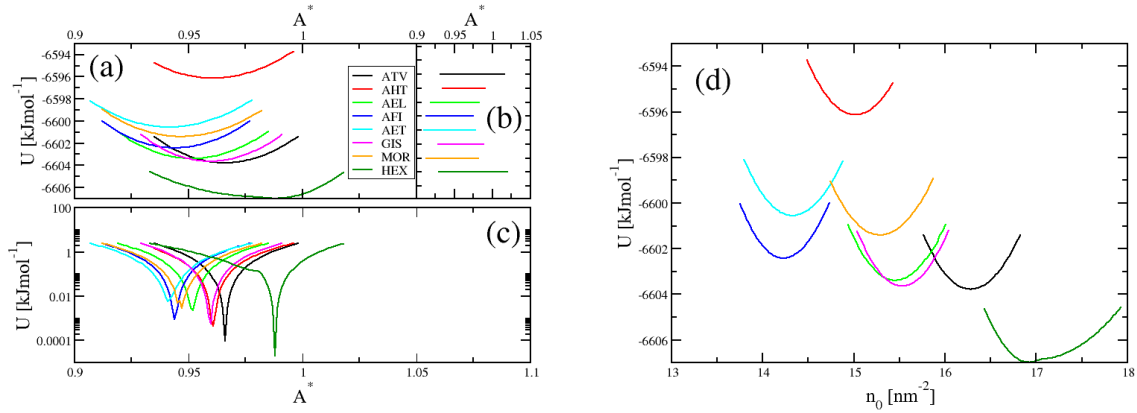 A*
A*
0.9
0.95
1
0.9
0.95
1
1.05
-6594
-6596
-6598
-6600
-6602
-6604
-6606
U [kJmol⁻¹]
(a)
ATV
AHT
AEL
AFI
AET
GIS
MOR
HEX
(b)
100
1
0.01
0.0001
U [kJmol⁻¹]
(c)
0.9
0.95
1
1.05
1.1
A*
-6594
-6596
-6598
-6600
-6602
-6604
-6606
U [kJmol⁻¹]
(d)
13
14
15
16
17
18
n₀ [nm⁻²]